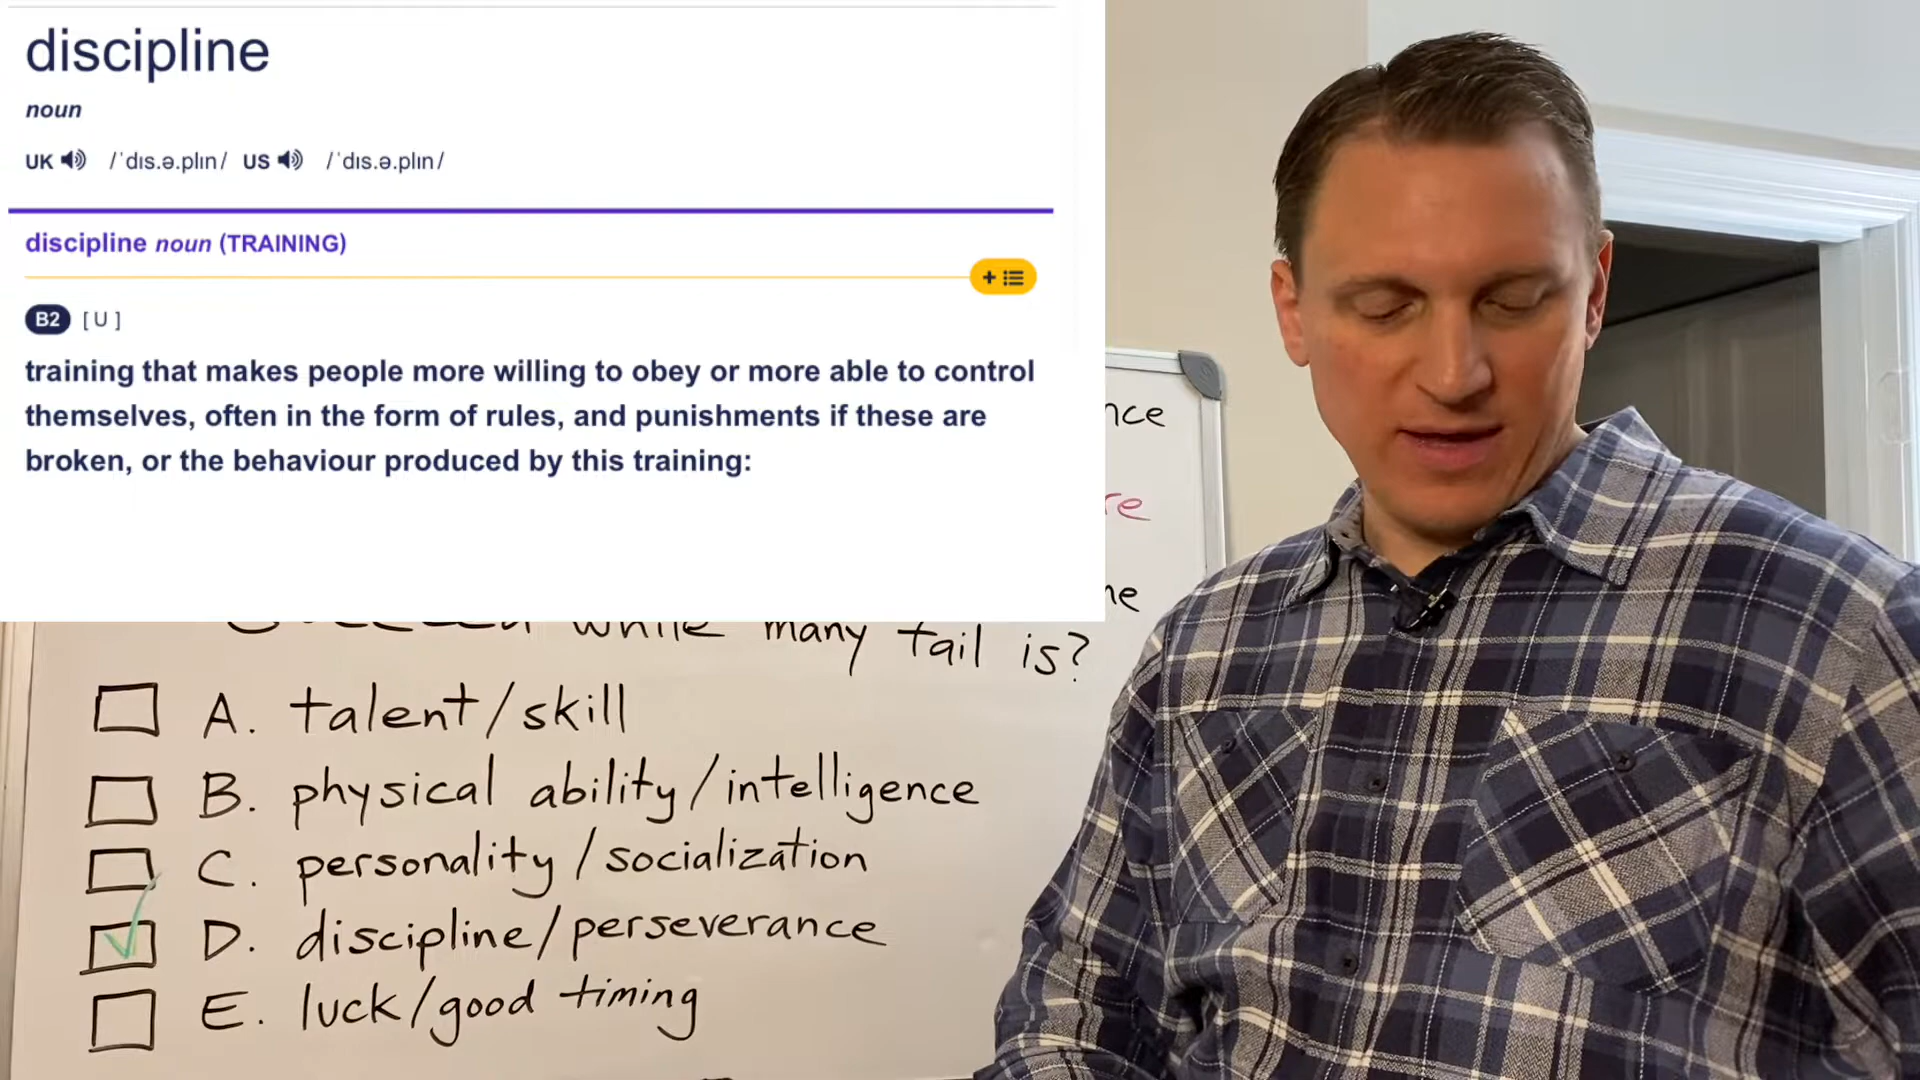 discipline
noun
UK /ˈdɪs.ə.plɪn/ US /ˈdɪs.ə.plɪn/
discipline noun (TRAINING)
+
B2 [ U ]
training that makes people more willing to obey or more able to control
themselves, often in the form of rules, and punishments if these are
broken, or the behaviour produced by this training:
nce
re
ne
while many fail is?
A. talent/skill
B. physical ability/intelligence
C. personality/socialization
D. discipline/perseverance
E. luck/good timing